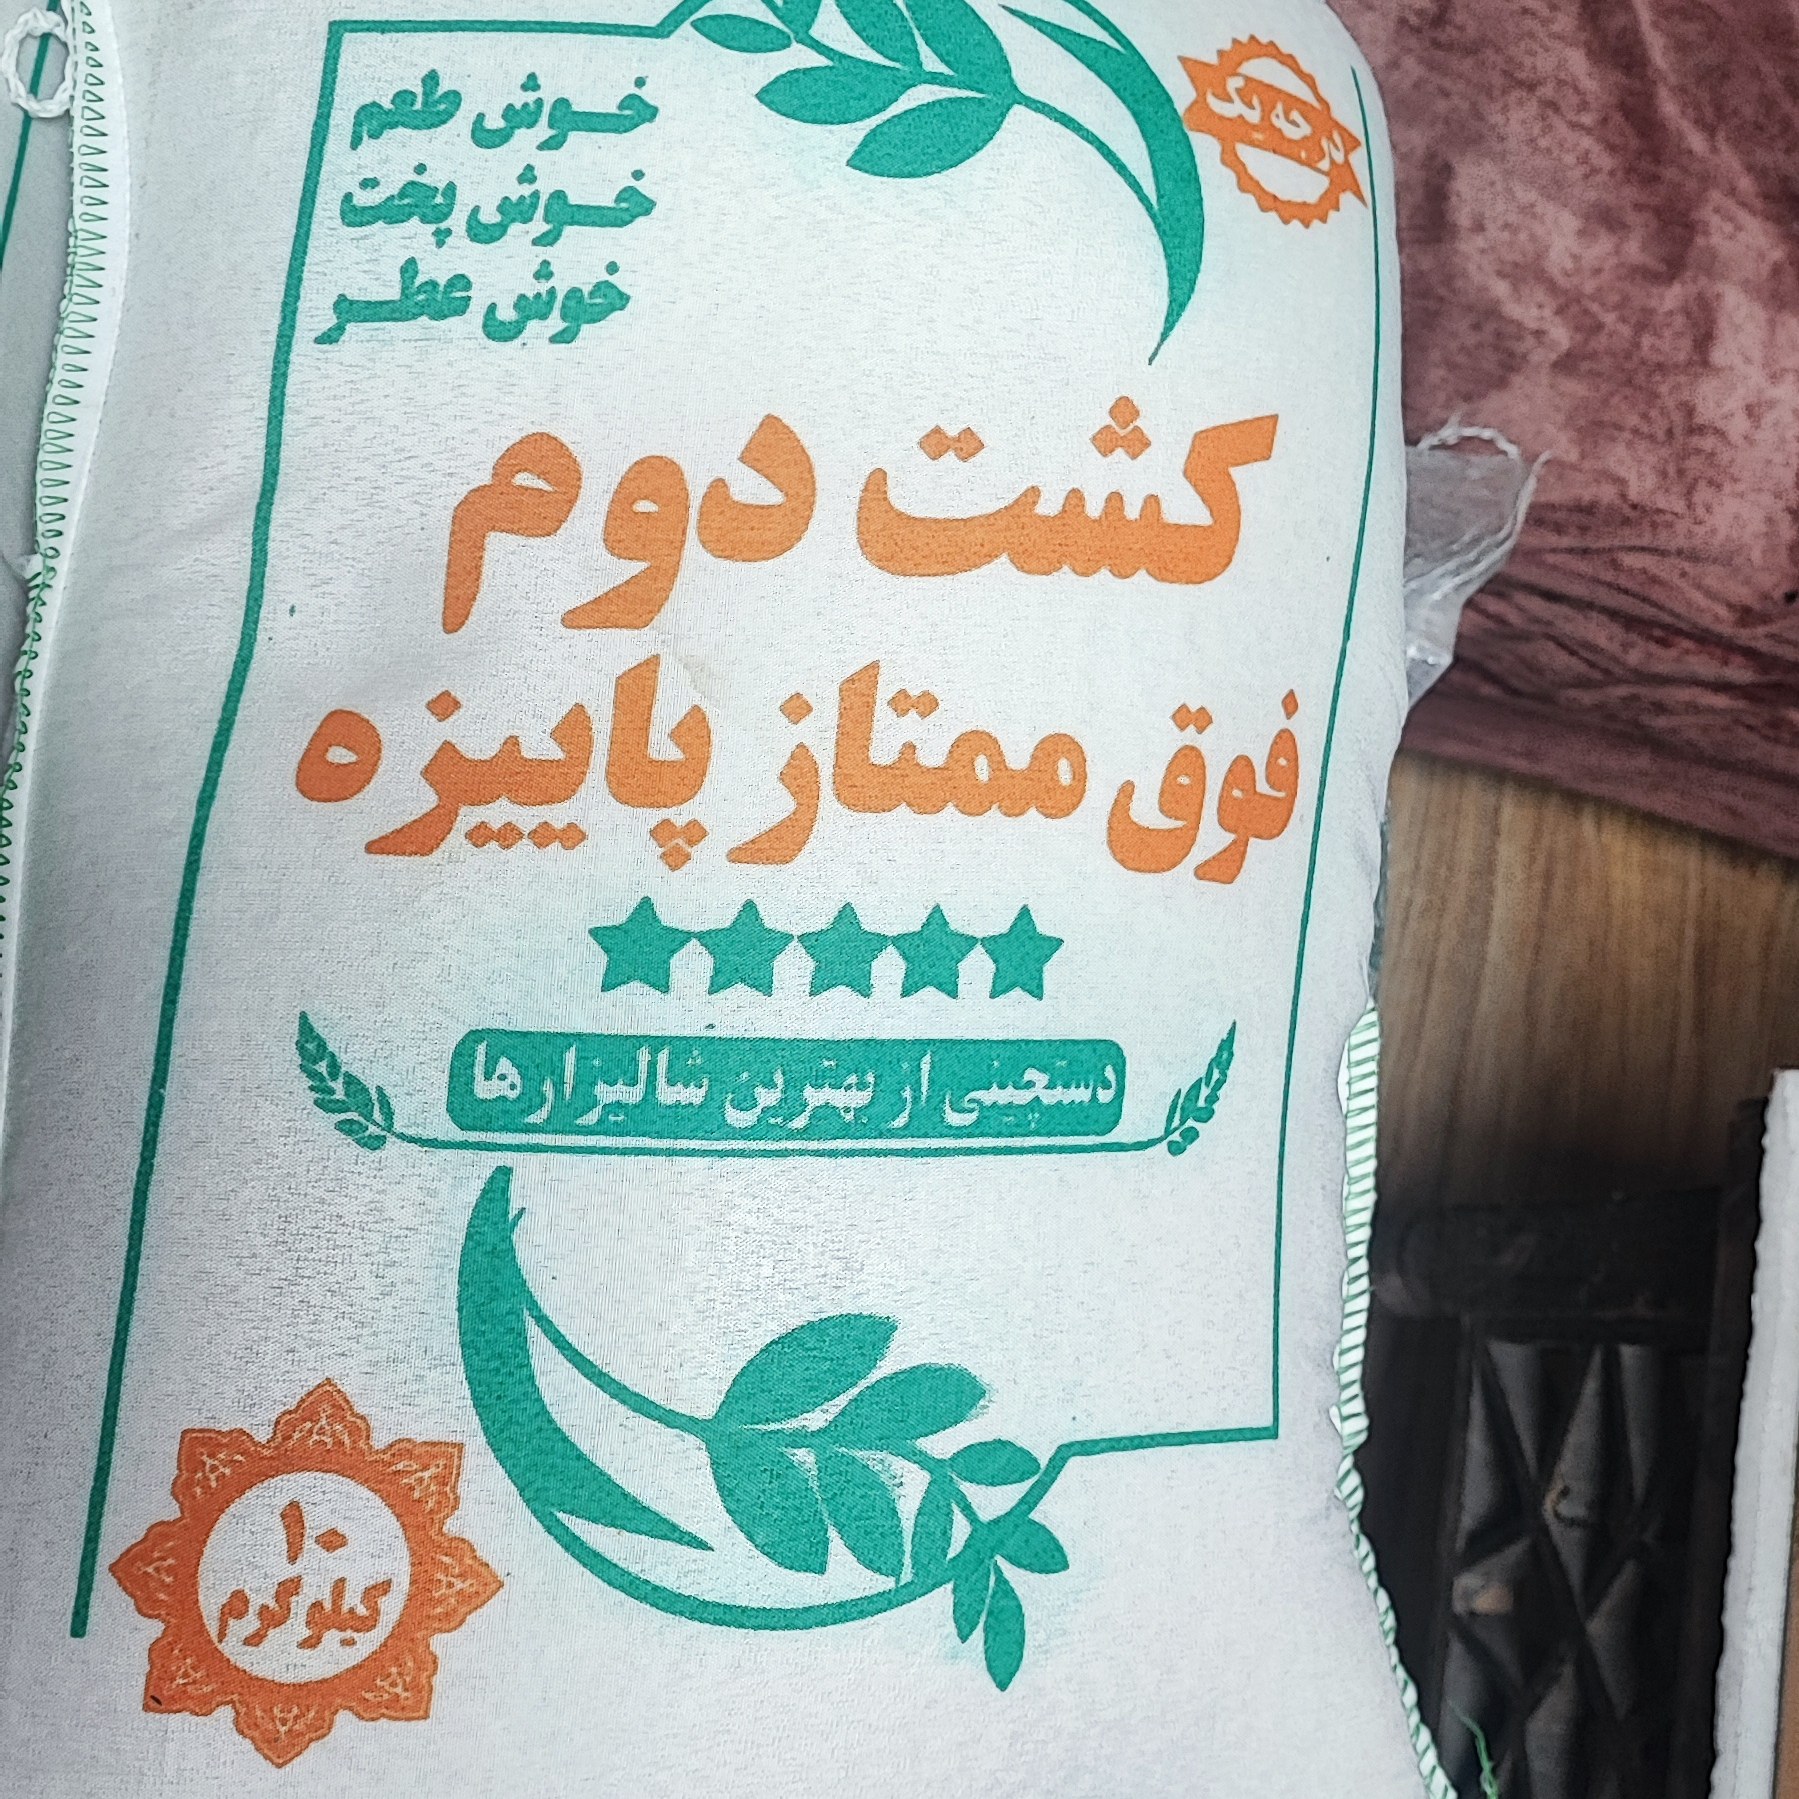 درجه یک
خوش طعم
خوش پخت
خوش عطر
کشت دوم
فوق ممتاز پاییزه
دستچینی از بهترین شالیزارها
۱۰
کیلوگرم